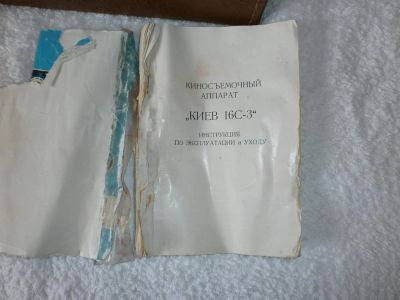 КИНОСЪЕМОЧНЫЙ
АППАРАТ
„КИЕВ 16С-3“
ИНСТРУКЦИЯ
ПО ЭКСПЛУАТАЦИИ и УХОДУ